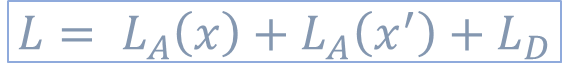 L = L_A(x) + L_A(x′) + L_D